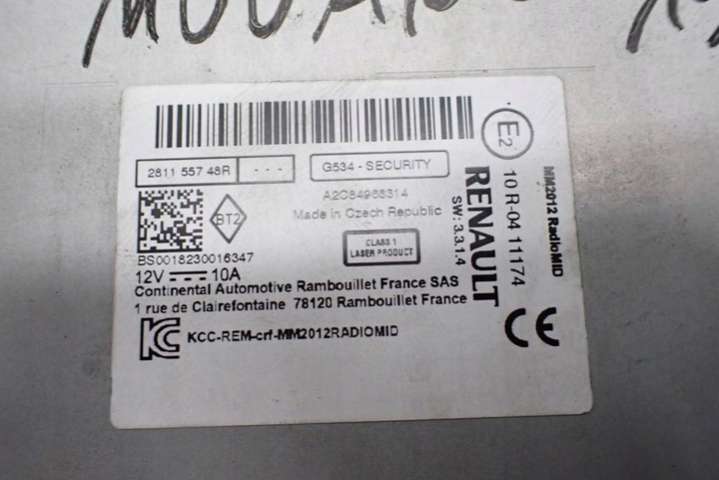 2811 557 48R
- - -
G534 - SECURITY
A2C84968314
Made in Czech Republic
BT2
CLASS 1
LASER PRODUCT
BS0018230016347
12V 10A
Continental Automotive Rambouillet France SAS
1 rue de Clairefontaine 78120 Rambouillet France
KCC-REM-crf-MM2012RADIOMID
RENAULT
SW: 3.3.1.4
E2
10 R-04 11174
MM2012 RadioMID
CE